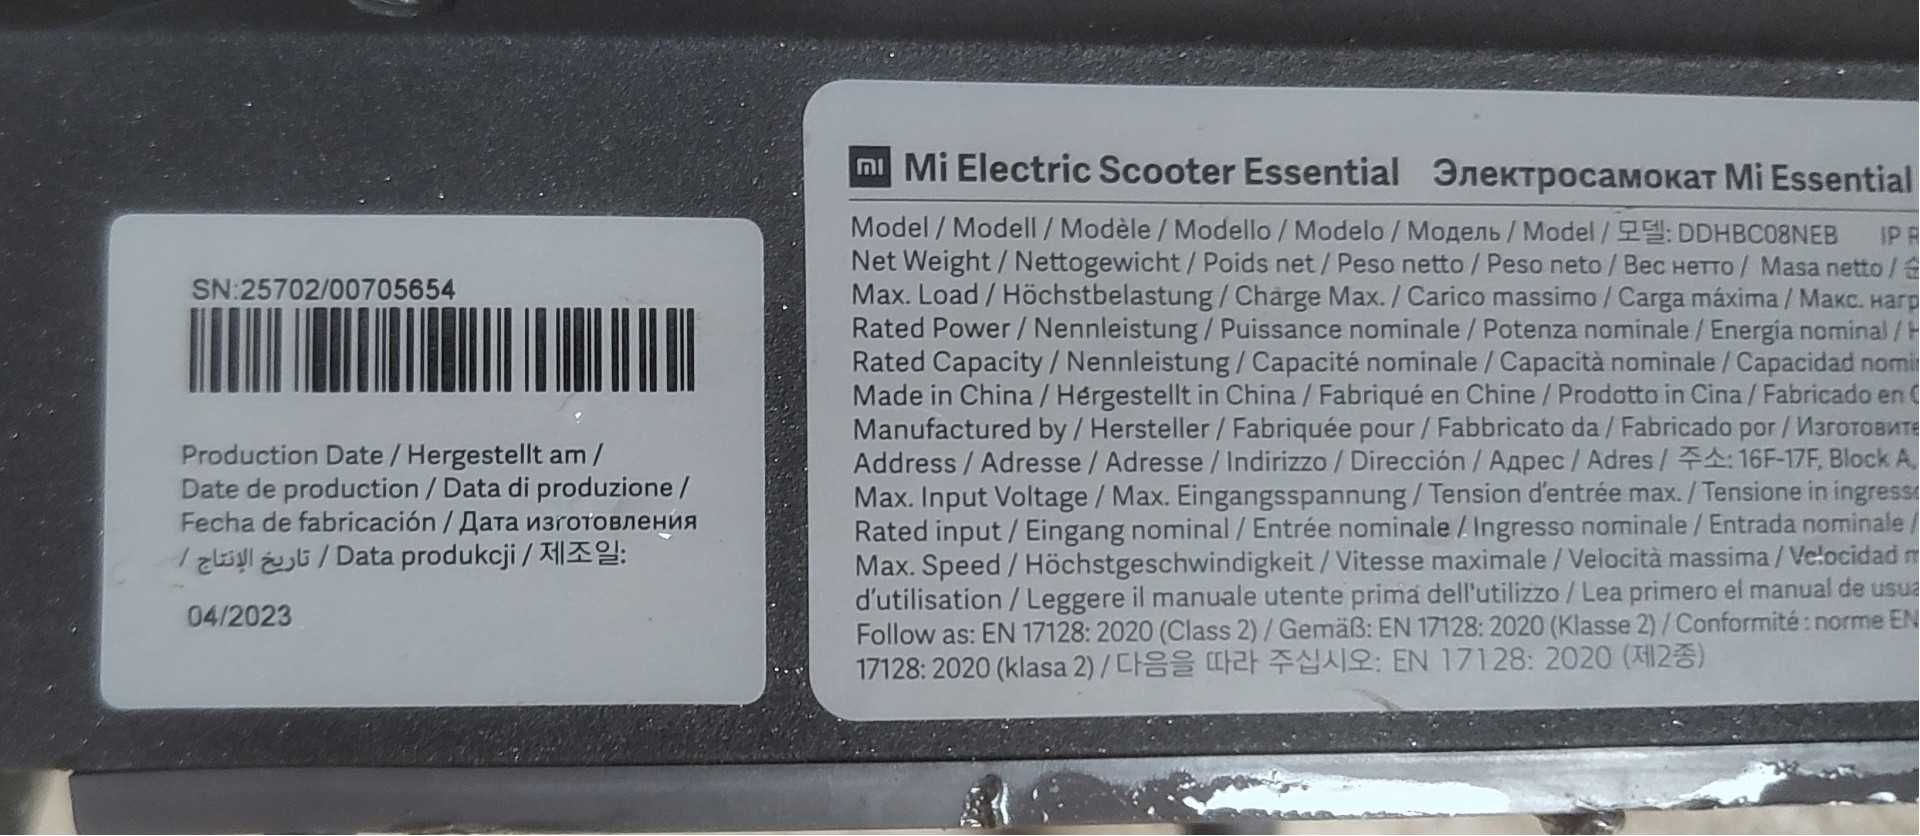 SN:25702/00705654
Production Date / Hergestellt am /
Date de production / Data di produzione /
Fecha de fabricación / Дата изготовления
/ تاريخ الإنتاج / Data produkcji / 제조일:
04/2023
mi Mi Electric Scooter Essential Электросамокат Mi Essential
Model / Modell / Modèle / Modello / Modelo / Модель / Model / 모델: DDHBC08NEB IP
Net Weight / Nettogewicht / Poids net / Peso netto / Peso neto / Вес нетто / Masa netto /
Max. Load / Höchstbelastung / Charge Max. / Carico massimo / Carga máxima / Макс.
Rated Power / Nennleistung / Puissance nominale / Potenza nominale / Energía nominal /
Rated Capacity / Nennleistung / Capacité nominale / Capacità nominale / Capacidad
Made in China / Hergestellt in China / Fabriqué en Chine / Prodotto in Cina / Fabricado en
Manufactured by / Hersteller / Fabriquée pour / Fabbricato da / Fabricado por /
Address / Adresse / Adresse / Indirizzo / Dirección / Адрес / Adres / 주소: 16F-17F, Block A,
Max. Input Voltage / Max. Eingangsspannung / Tension d'entrée max. / Tensione in
Rated input / Eingang nominal / Entrée nominale / Ingresso nominale / Entrada nominale /
Max. Speed / Höchstgeschwindigkeit / Vitesse maximale / Velocità massima / Velocidad
d'utilisation / Leggere il manuale utente prima dell'utilizzo / Lea primero el manual de
Follow as: EN 17128: 2020 (Class 2) / Gemäß: EN 17128: 2020 (Klasse 2) / Conformité : norme EN
17128: 2020 (klasa 2) / 다음을 따라 주십시오: EN 17128: 2020 (제2종)